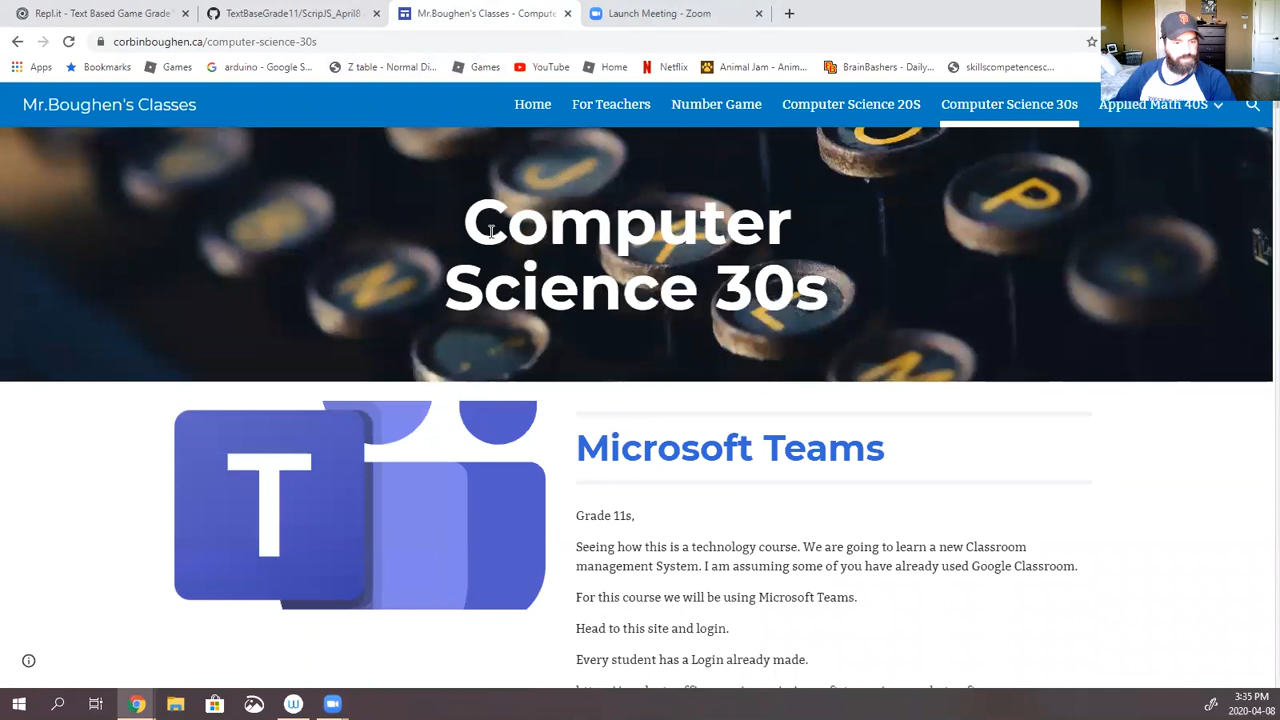 Repl.it - Text Based Game Grade
TextBaseGrade11/ScripJS_April8
Mr.Boughen's Classes - Compute
Launch Meeting - Zoom
corbinboughen.ca/computer-science-30s
Apps
Bookmarks
Games
arduino - Google S...
Z table - Normal Di...
Games
YouTube
Home
Netflix
Animal Jam - Anim...
BrainBashers - Daily...
skillscompetencesc...
Mr.Boughen's Classes
Home
For Teachers
Number Game
Computer Science 20S
Computer Science 30s
Applied Math 40S
Computer
Science 30s
T
Microsoft Teams
Grade 11s,
Seeing how this is a technology course. We are going to learn a new Classroom
management System. I am assuming some of you have already used Google Classroom.
For this course we will be using Microsoft Teams.
Head to this site and login.
Every student has a Login already made.
3:35 PM
2020-04-08